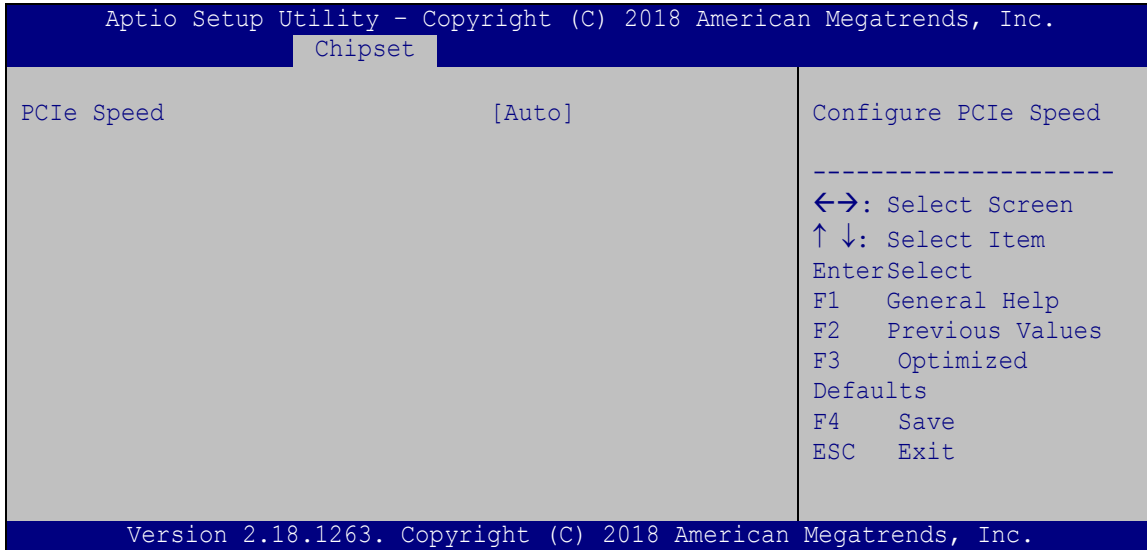 Aptio Setup Utility – Copyright (C) 2018 American Megatrends, Inc.
Chipset
PCIe Speed [Auto]
Configure PCIe Speed
----------------------
←→: Select Screen
↑ ↓: Select Item
EnterSelect
F1 General Help
F2 Previous Values
F3 Optimized
Defaults
F4 Save
ESC Exit
Version 2.18.1263. Copyright (C) 2018 American Megatrends, Inc.